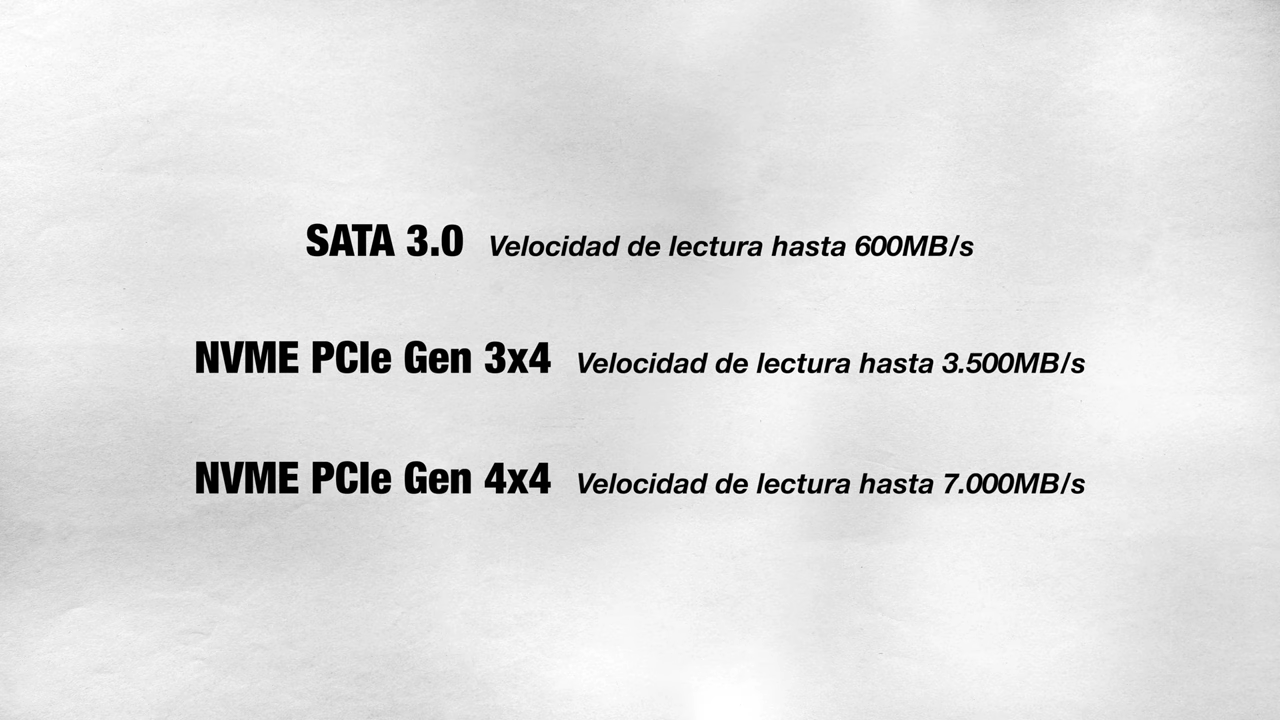 SATA 3.0 Velocidad de lectura hasta 600MB/s
NVME PCIe Gen 3x4 Velocidad de lectura hasta 3.500MB/s
NVME PCIe Gen 4x4 Velocidad de lectura hasta 7.000MB/s